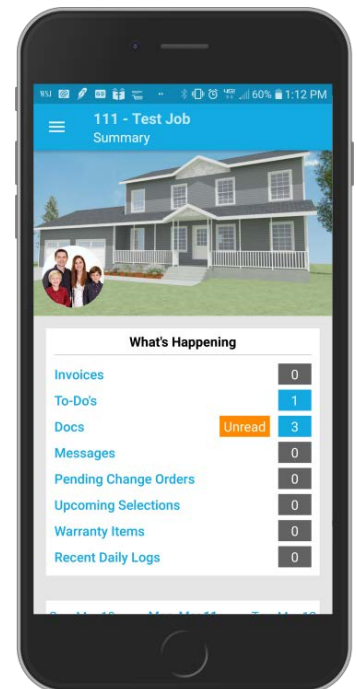 WSJ 60% 1:12 PM
111 - Test Job
Summary
What's Happening
Invoices 0
To-Do's 1
Docs Unread 3
Messages 0
Pending Change Orders 0
Upcoming Selections 0
Warranty Items 0
Recent Daily Logs 0